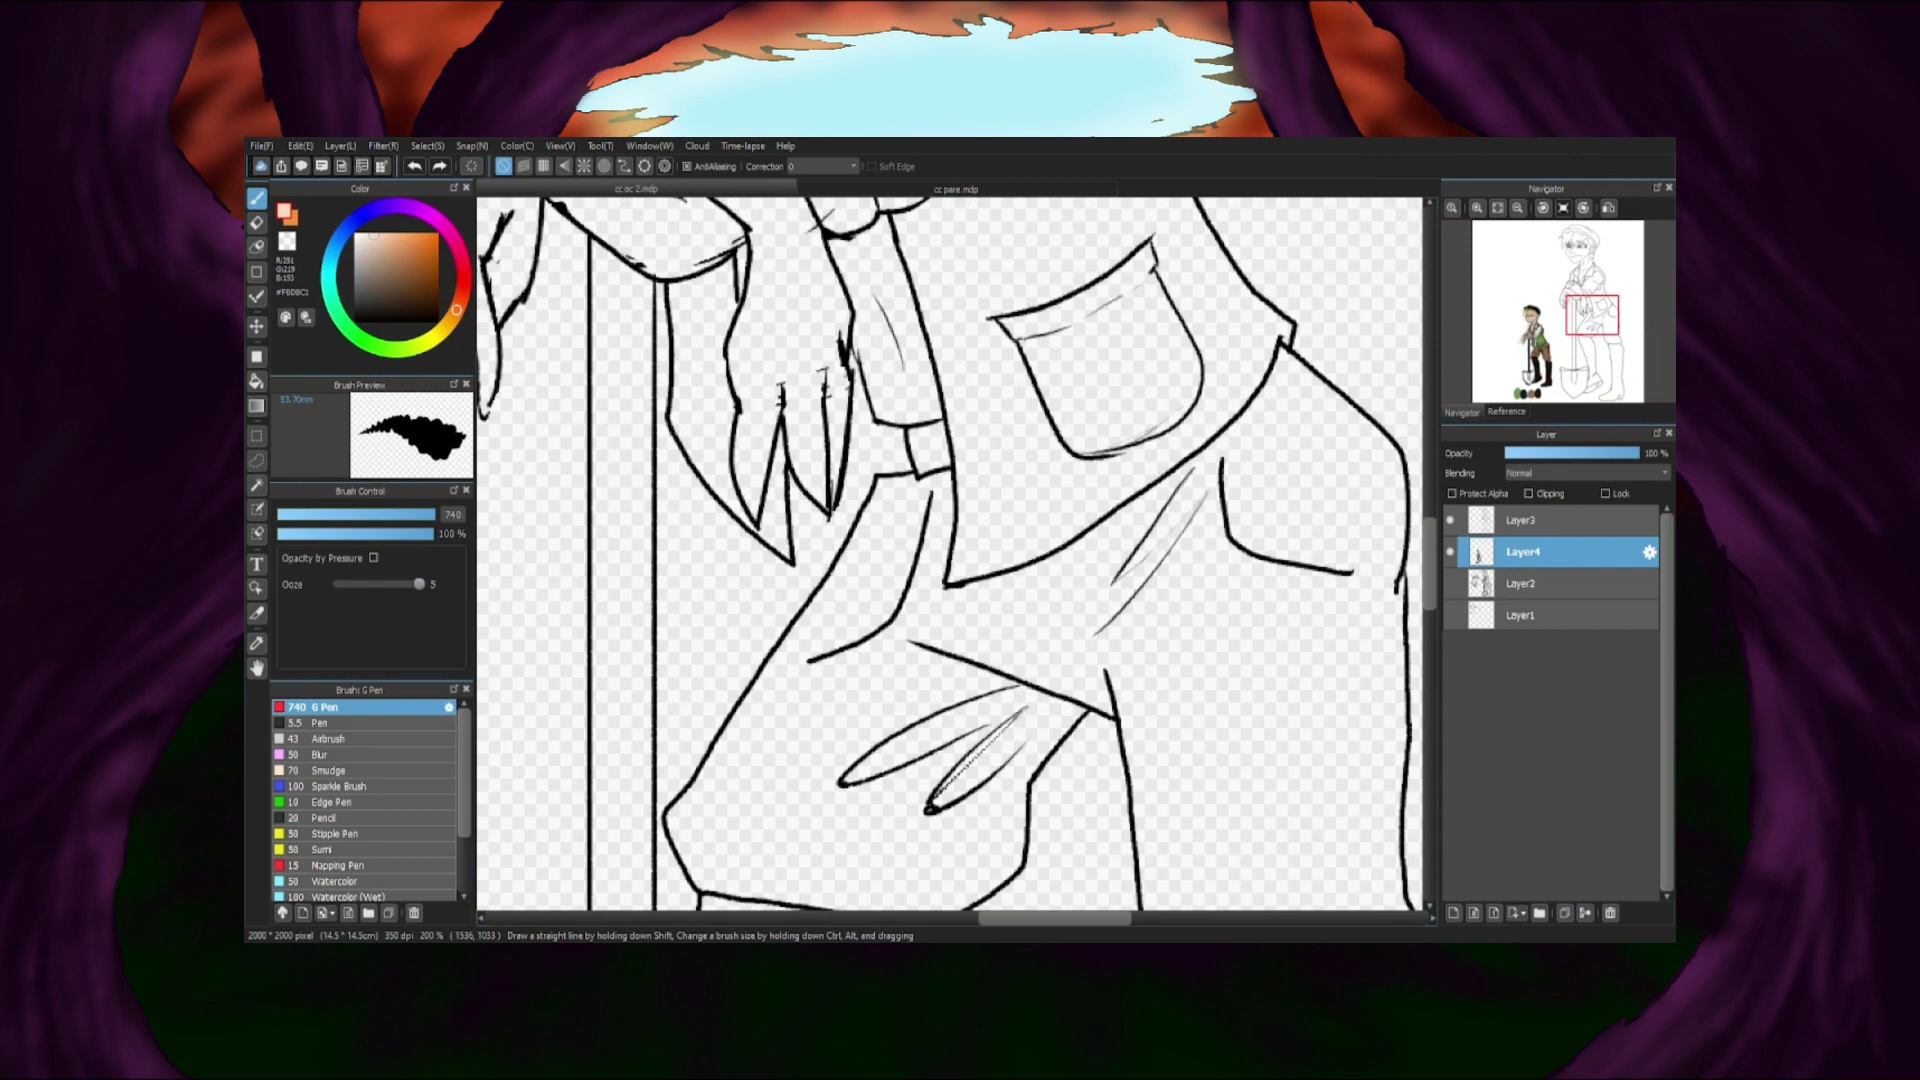 File(F) Edit(E) Layer(L) Filter(R) Select(S) Snap(N) Color(C) View(V) Tool(T) Window(W) Cloud Time-lapse Help
AntiAliasing Correction 0 Soft Edge
Color
cc oc 2.mdp
cc pare.mdp
Navigator
R:251
G:219
B:193
#FBDBC1
Brush Preview
53.70mm
Navigator Reference
Layer
Opacity 100 %
Blending Normal
Protect Alpha Clipping Lock
Brush Control
740
100 %
Opacity by Pressure
Ooze 5
Layer3
Layer4
Layer2
Layer1
T
Brush: G Pen
740 G Pen
5.5 Pen
43 Airbrush
50 Blur
70 Smudge
100 Sparkle Brush
10 Edge Pen
20 Pencil
50 Stipple Pen
50 Sumi
15 Mapping Pen
50 Watercolor
100 Watercolor (Wet)
2000 * 2000 pixel (14.5 * 14.5cm) 350 dpi 200 % ( 1536, 1033 ) Draw a straight line by holding down Shift, Change a brush size by holding down Ctrl, Alt, and dragging